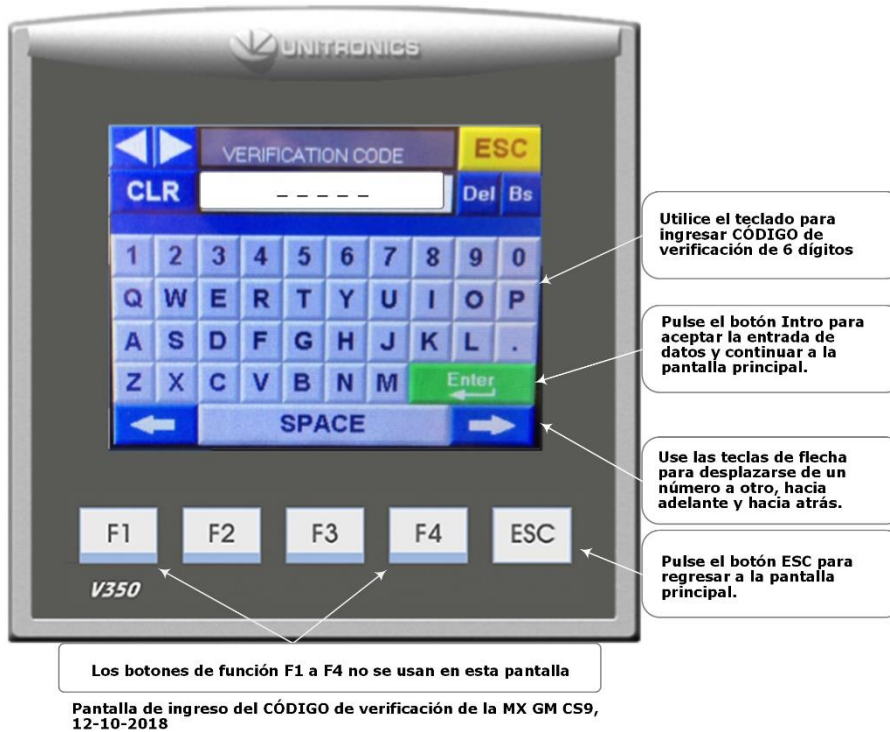 UNITRONICS
VERIFICATION CODE
ESC
CLR
_ _ _ _ _
Del Bs
1 2 3 4 5 6 7 8 9 0
Q W E R T Y U I O P
A S D F G H J K L .
Z X C V B N M Enter
SPACE
F1 F2 F3 F4 ESC
V350
Utilice el teclado para
ingresar CÓDIGO de
verificación de 6 dígitos
Pulse el botón Intro para
aceptar la entrada de
datos y continuar a la
pantalla principal.
Use las teclas de flecha
para desplazarse de un
número a otro, hacia
adelante y hacia atrás.
Pulse el botón ESC para
regresar a la pantalla
principal.
Los botones de función F1 a F4 no se usan en esta pantalla
Pantalla de ingreso del CÓDIGO de verificación de la MX GM CS9,
12-10-2018